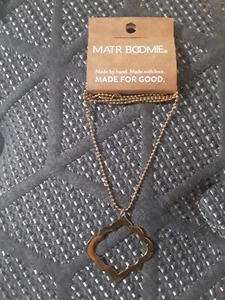 MATR BOOMIE®
Made by hand. Made with love.
MADE FOR GOOD.